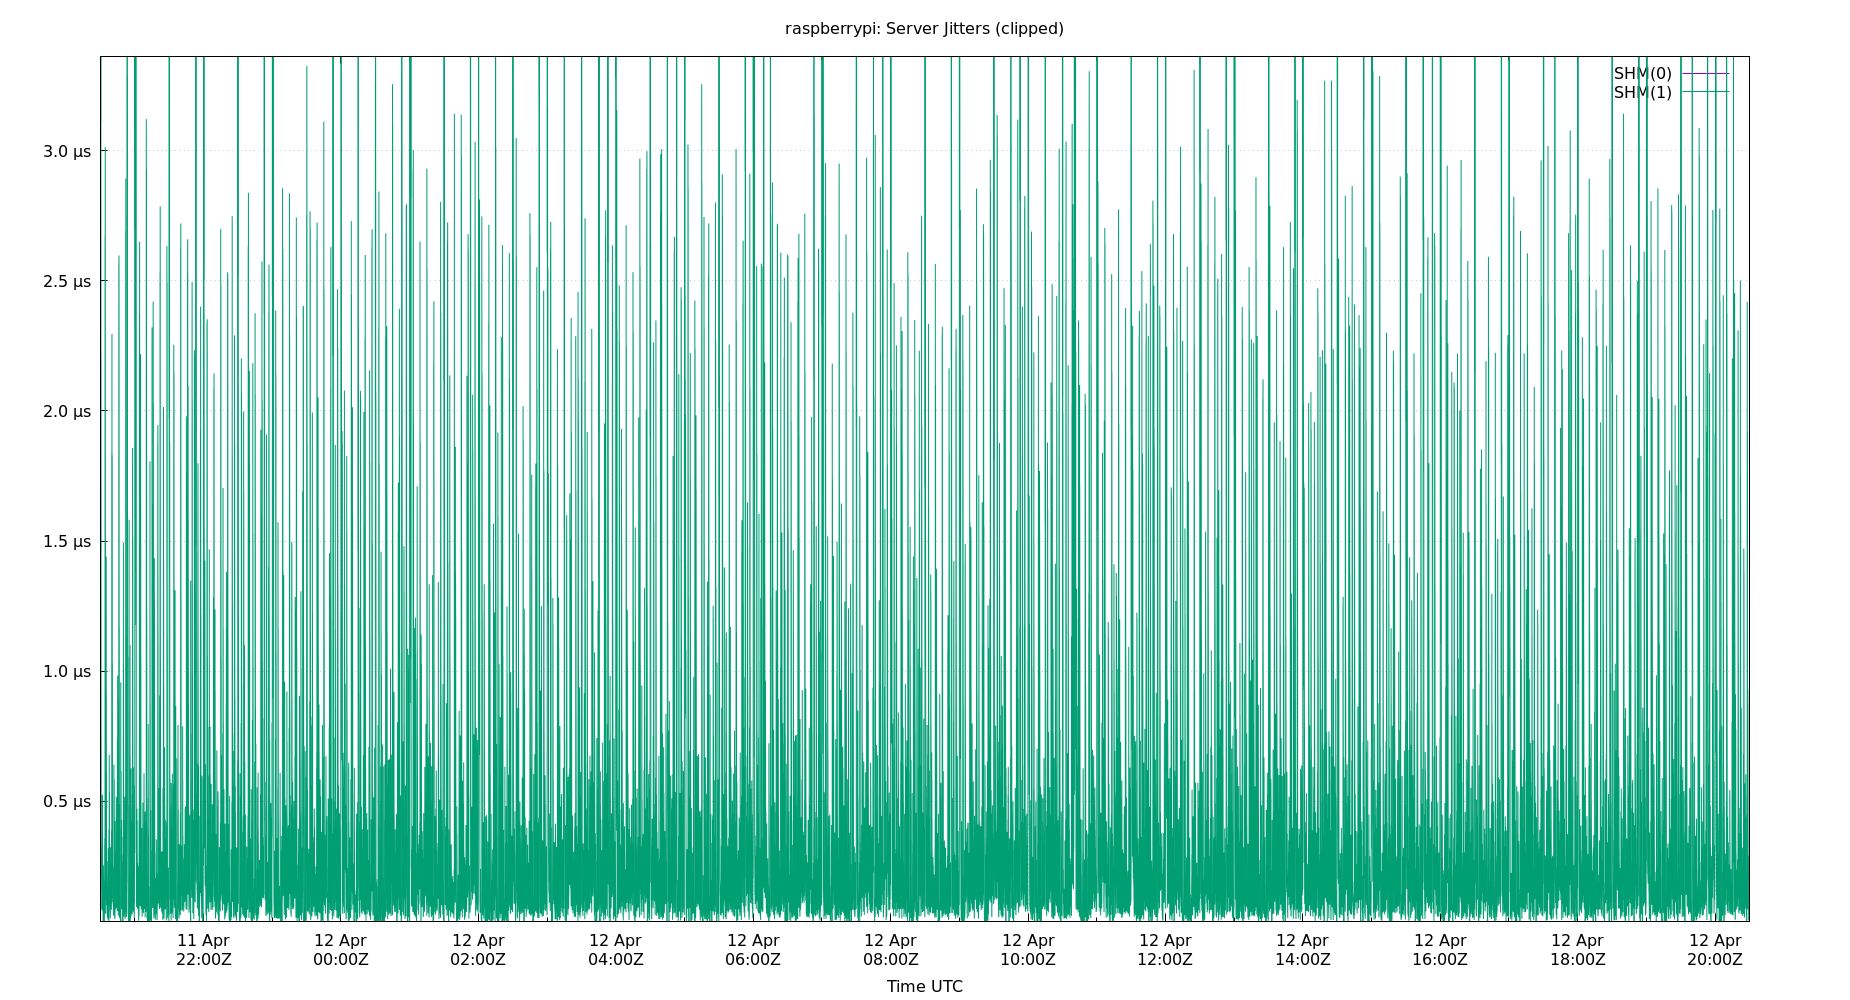 raspberrypi: Server Jitters (clipped)
SHM(0)
SHM(1)
3.0 µs
2.5 µs
2.0 µs
1.5 µs
1.0 µs
0.5 µs
11 Apr 12 Apr 12 Apr 12 Apr 12 Apr 12 Apr 12 Apr 12 Apr 12 Apr 12 Apr 12 Apr 12 Apr
22:00Z 00:00Z 02:00Z 04:00Z 06:00Z 08:00Z 10:00Z 12:00Z 14:00Z 16:00Z 18:00Z 20:00Z
Time UTC